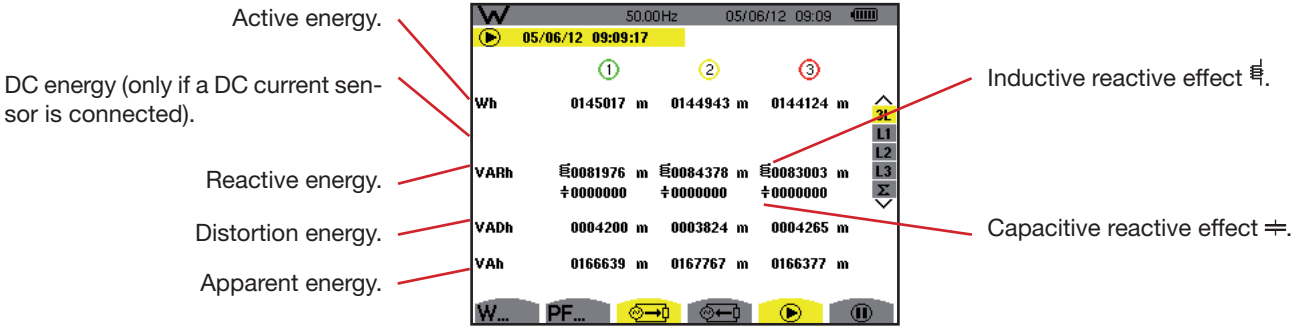 Active energy.
DC energy (only if a DC current sen-
sor is connected).
Reactive energy.
Distortion energy.
Apparent energy.
W 50.00Hz 05/06/12 09:09
05/06/12 09:09:17
1 2 3
Wh 0145017 m 0144943 m 0144124 m
VARh 0081976 m 0084378 m 0083003 m
0000000 0000000 0000000
VADh 0004200 m 0003824 m 0004265 m
VAh 0166639 m 0167767 m 0166377 m
3L
L1
L2
L3
Σ
W... PF...
Inductive reactive effect
Capacitive reactive effect